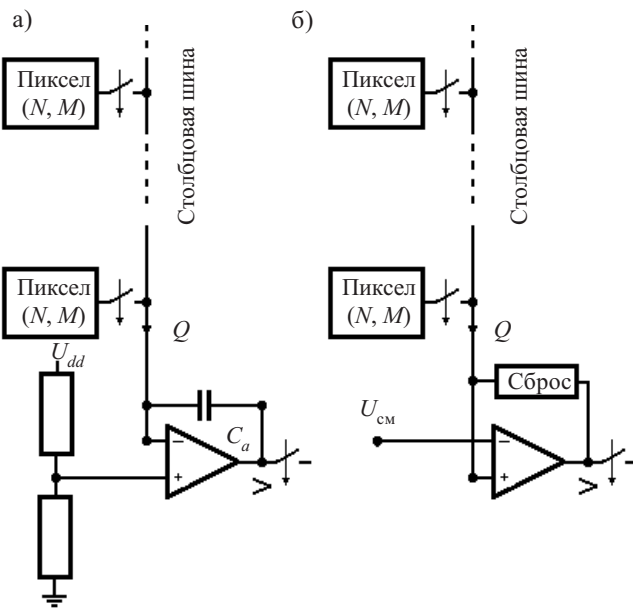 а)
Пиксел
(N, M)
Столбцовая шина
Пиксел
(N, M)
Q
U_dd
C_a
−
+
V
б)
Пиксел
(N, M)
Столбцовая шина
Пиксел
(N, M)
Q
Сброс
U_см
−
+
V